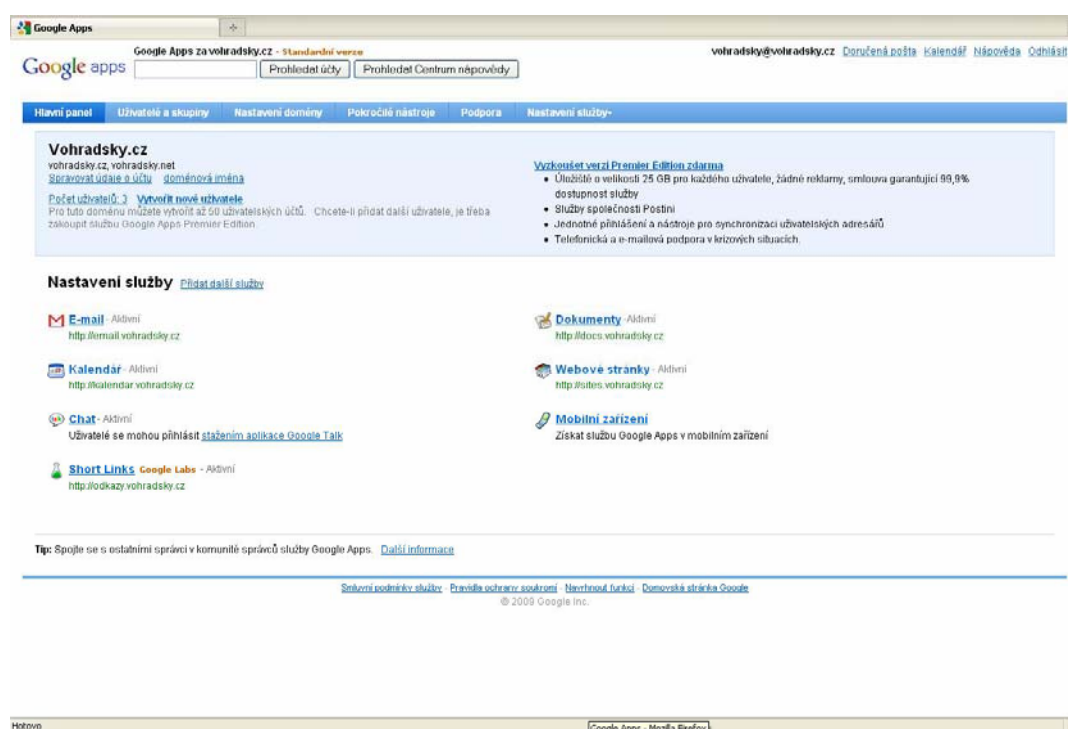 Google Apps
Google Apps za vohradsky.cz - Standardní verze
vohradsky@vohradsky.cz Doručená pošta Kalendář Nápověda Odhlásit
Google apps
Prohledat účty Prohledat Centrum nápovědy
Hlavní panel Uživatelé a skupiny Nastavení domény Pokročilé nástroje Podpora Nastavení služby
Vohradsky.cz
vohradsky.cz, vohradsky.net
Spravovat údaje o účtu doménová iména
Počet uživatelů: 3 Vytvořit nové uživatele
Pro tuto doménu můžete vytvořit až 50 uživatelských účtů. Chcete-li přidat další uživatele, je třeba
zakoupit službu Google Apps Premier Edition.
Vyzkoušet verzi Premier Edition zdarma
• Úložiště o velikosti 25 GB pro každého uživatele, žádné reklamy, smlouva garantující 99,9%
dostupnost služby
• Služby společnosti Postini
• Jednotné přihlášení a nástroje pro synchronizaci uživatelských adresářů
• Telefonická a e-mailová podpora v krizových situacích.
Nastavení služby Přidat další služby
E-mail - Aktivní
http://email.vohradsky.cz
Dokumenty - Aktivní
http://docs.vohradsky.cz
Kalendář - Aktivní
http://kalendar.vohradsky.cz
Webové stránky - Aktivní
http://sites.vohradsky.cz
Chat - Aktivní
Uživatelé se mohou přihlásit stažením aplikace Google Talk
Mobilní zařízení
Získat službu Google Apps v mobilním zařízení
Short Links Google Labs - Aktivní
http://odkazy.vohradsky.cz
Tip: Spojte se s ostatními správci v komunitě správců služby Google Apps. Další informace
Smluvní podmínky služby - Pravidla ochrany soukromí - Navrhnout funkci - Domovská stránka Google
© 2009 Google Inc.
Hotovo
Google Apps - Mozilla Firefox